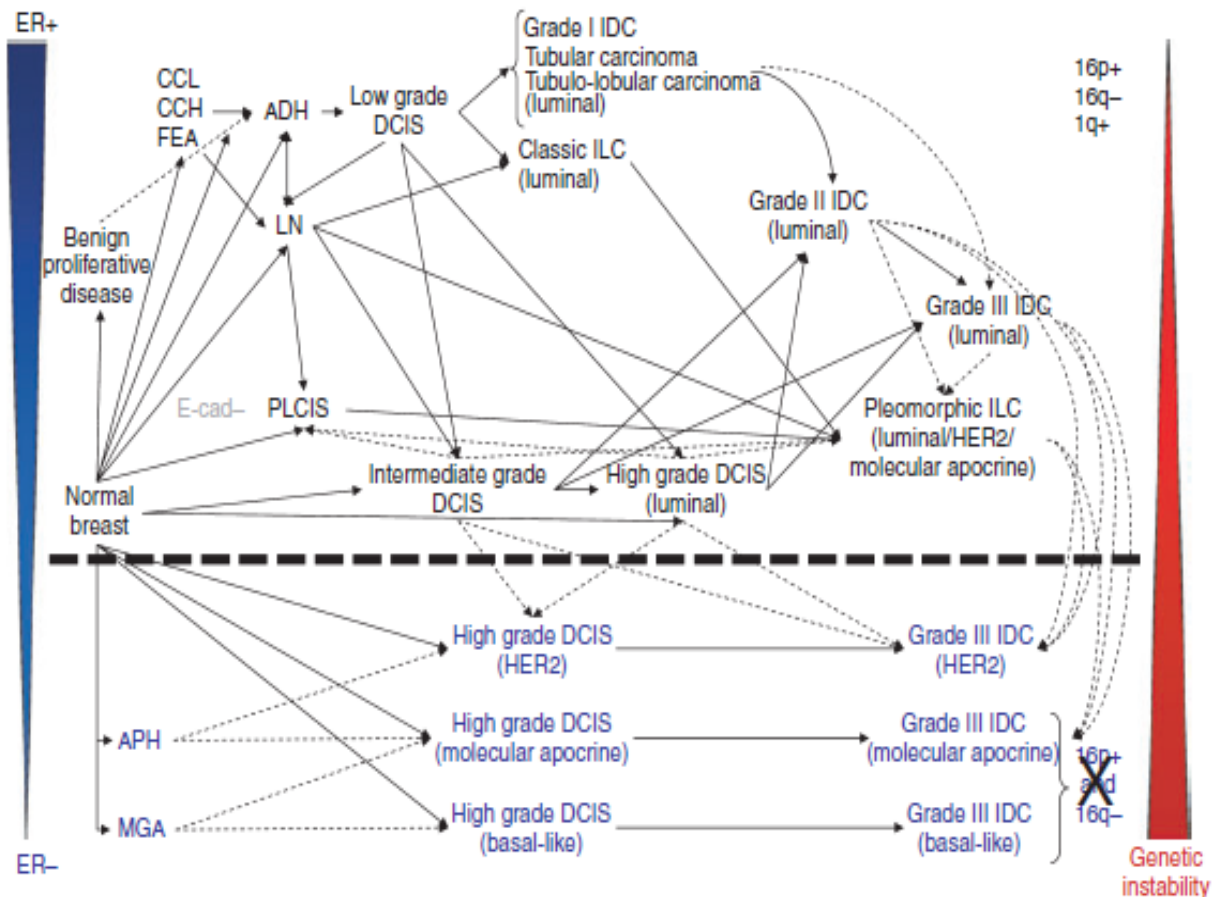 ER+
CCL
CCH
FEA
ADH
Low grade
DCIS
Grade I IDC
Tubular carcinoma
Tubulo-lobular carcinoma
(luminal)
Classic ILC
(luminal)
16p+
16q–
1q+
LN
Grade II IDC
(luminal)
Benign
proliferative
disease
Grade III IDC
(luminal)
E-cad–
PLCIS
Pleomorphic ILC
(luminal/HER2/
molecular apocrine)
Normal
breast
Intermediate grade
DCIS
High grade DCIS
(luminal)
High grade DCIS
(HER2)
Grade III IDC
(HER2)
APH
High grade DCIS
(molecular apocrine)
Grade III IDC
(molecular apocrine)
16p+
and
16q–
X
MGA
High grade DCIS
(basal-like)
Grade III IDC
(basal-like)
ER–
Genetic
instability